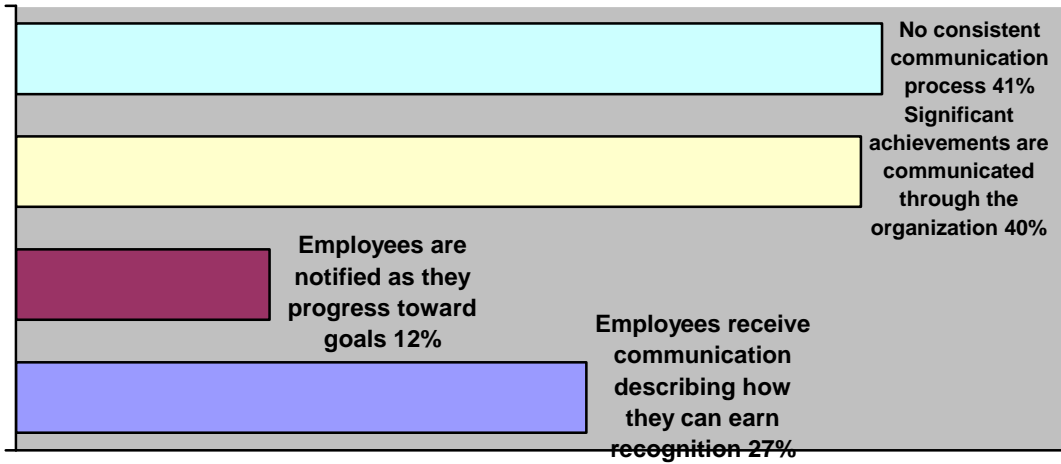 No consistent
communication
process 41%
Significant
achievements are
communicated
through the
organization 40%
Employees are
notified as they
progress toward
goals 12%
Employees receive
communication
describing how
they can earn
recognition 27%